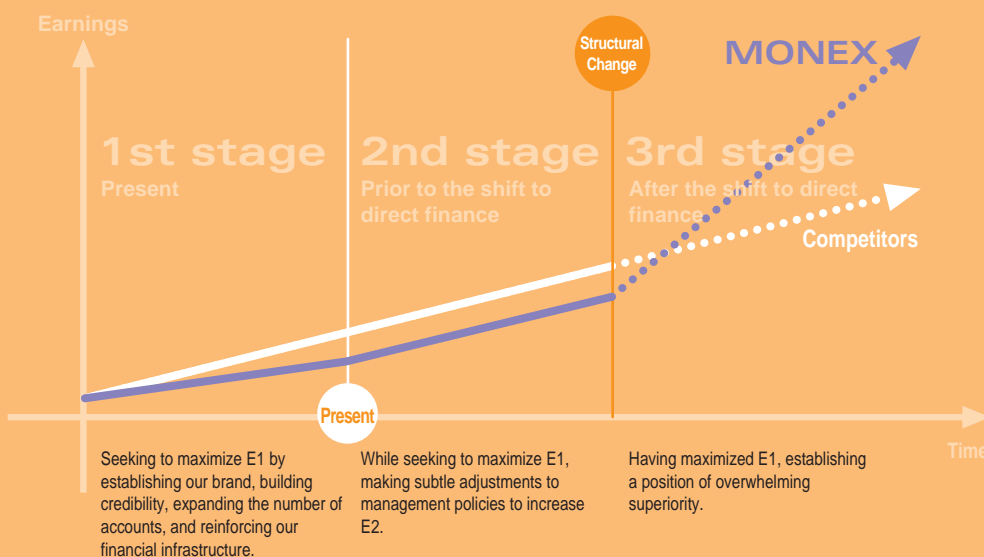 Earnings
Structural
Change
MONEX
1st stage
Present
2nd stage
Prior to the shift to
direct finance
3rd stage
After the shift to direct
finance
Competitors
Present
Time
Seeking to maximize E1 by
establishing our brand, building
credibility, expanding the number of
accounts, and reinforcing our
financial infrastructure.
While seeking to maximize E1,
making subtle adjustments to
management policies to increase
E2.
Having maximized E1, establishing
a position of overwhelming
superiority.